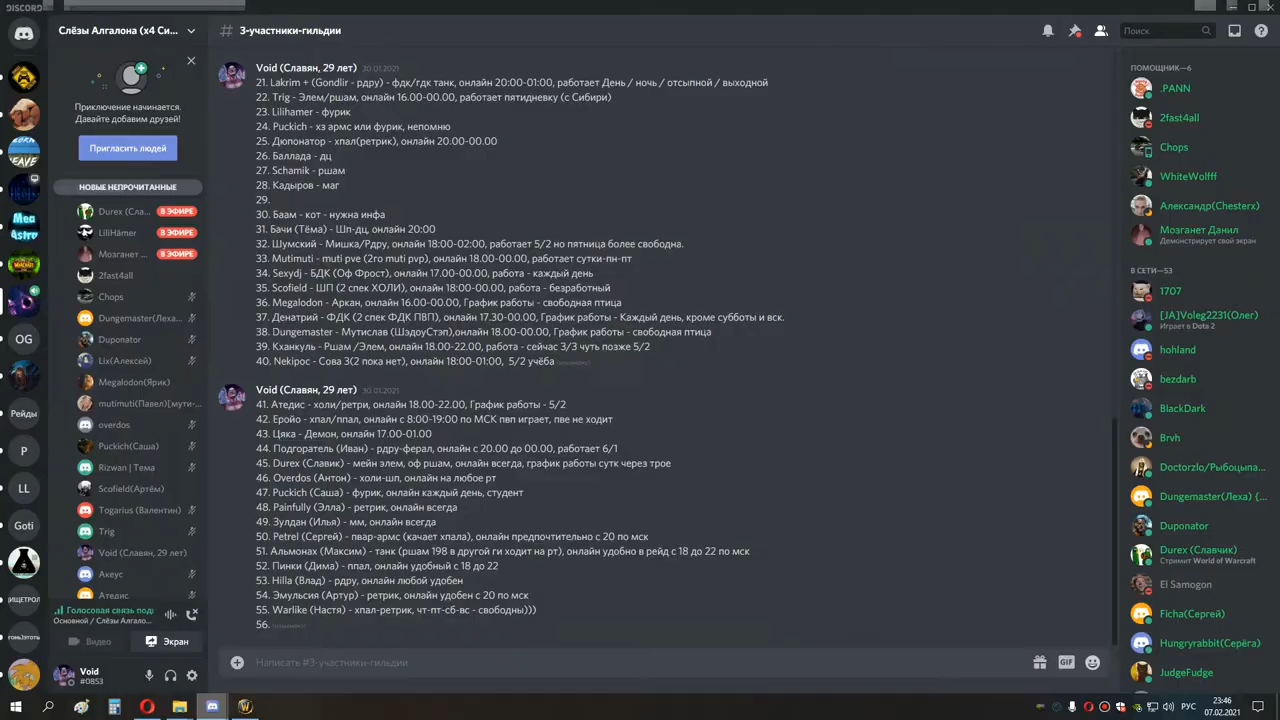 DISCORD
Слёзы Алгалона (x4 Си...
# 3-участники-гильдии
Поиск
Приключение начинается.
Давайте добавим друзей!
Пригласить людей
НОВЫЕ НЕПРОЧИТАННЫЕ
Durex (Сла... В ЭФИРЕ
LiliHämer В ЭФИРЕ
Мозганет ... В ЭФИРЕ
2fast4all
Chops
Dungemaster(Леха...
Duponator
Lix(Алексей)
Megalodon(Ярик)
mutimuti(Павел)[мути-...
overdos
Puckich(Саша)
Rizwan | Тема
Scofield(Артём)
Togarius (Валентин)
Trig
Void (Славян, 29 лет)
Акеус
Атедис
Голосовая связь подк
Основной / Слёзы Алгало...
Видео
Экран
Void
#0853
OG
Рейды
P
LL
Goti
Void (Славян, 29 лет) 30.01.2021
21. Lakrim + (Gondlir - рдру) - фдк/гдк танк, онлайн 20:00-01:00, работает День / ночь / отсыпной / выходной
22. Trig - Элем/ршам, онлайн 16.00-00.00, работает пятидневку (с Сибири)
23. Lilihamer - фурик
24. Puckich - хз армс или фурик, непомню
25. Дюпонатор - хпал(ретрик), онлайн 20.00-00.00
26. Баллада - дц
27. Schamik - ршам
28. Кадыров - маг
29.
30. Баам - кот - нужна инфа
31. Бачи (Тёма) - Шп-дц, онлайн 20:00
32. Шумский - Мишка/Рдру, онлайн 18:00-02:00, работает 5/2 но пятница более свободна.
33. Mutimuti - muti pve (2го muti pvp), онлайн 18.00-00.00, работает сутки-пн-пт
34. Sexydj - БДК (Оф Фрост), онлайн 17.00-00.00, работа - каждый день
35. Scofield - ШП (2 спек ХОЛИ), онлайн 18:00-00.00, работа - безработный
36. Megalodon - Аркан, онлайн 16.00-00.00, График работы - свободная птица
37. Денатрий - ФДК (2 спек ФДК ПВП), онлайн 17.30-00.00, График работы - Каждый день, кроме субботы и вск.
38. Dungemaster - Мутислав (ШэдоуСтэп),онлайн 18.00-00.00, График работы - свободная птица
39. Кханкуль - Ршам /Элем, онлайн 18.00-22.00, работа - сейчас 3/3 чуть позже 5/2
40. Nekipoc - Сова 3(2 пока нет), онлайн 18:00-01:00, 5/2 учёба (изменено)
Void (Славян, 29 лет) 30.01.2021
41. Атедис - холи/ретри, онлайн 18.00-22.00, График работы - 5/2
42. Еройо - хпал/ппал, онлайн с 8:00-19:00 по МСК пвп играет, пве не ходит
43. Цяка - Демон, онлайн 17.00-01.00
44. Подгоратель (Иван) - рдру-ферал, онлайн с 20.00 до 00.00, работает 6/1
45. Durex (Славик) - мейн элем, оф ршам, онлайн всегда, график работы сутк через трое
46. Overdos (Антон) - холи-шп, онлайн на любое рт
47. Puckich (Саша) - фурик, онлайн каждый день, студент
48. Painfully (Элла) - ретрик, онлайн всегда
49. Зулдан (Илья) - мм, онлайн всегда
50. Petrel (Сергей) - пвар-армс (качает хпала), онлайн предпочтительно с 20 по мск
51. Альмонах (Максим) - танк (ршам 198 в другой ги ходит на рт), онлайн удобно в рейд с 18 до 22 по мск
52. Пинки (Дима) - ппал, онлайн удобный с 18 до 22
53. Hilla (Влад) - рдру, онлайн любой удобен
54. Эмульсия (Артур) - ретрик, онлайн удобен с 20 по мск
55. Warlike (Настя) - хпал-ретрик, чт-пт-сб-вс - свободны)))
56. (изменено)
Написать #3-участники-гильдии
GIF
ПОМОЩНИК—6
.PANN
2fast4all
Chops
WhiteWolfff
Александр(Chesterx)
Мозганет Данил
Демонстрирует свой экран
В СЕТИ—53
1707
[JA]Voleg2231(Олег)
Играет в Dota 2
hohland
bezdarb
BlackDark
Brvh
Doctorzlo/Рыбоцыпа...
Dungemaster(Леха) {...
Duponator
Durex (Славчик)
Стримит World of Warcraft
El Samogon
Ficha(Сергей)
Hungryrabbit(Серёга)
JudgeFudge
РУС
23:46
07.02.2021